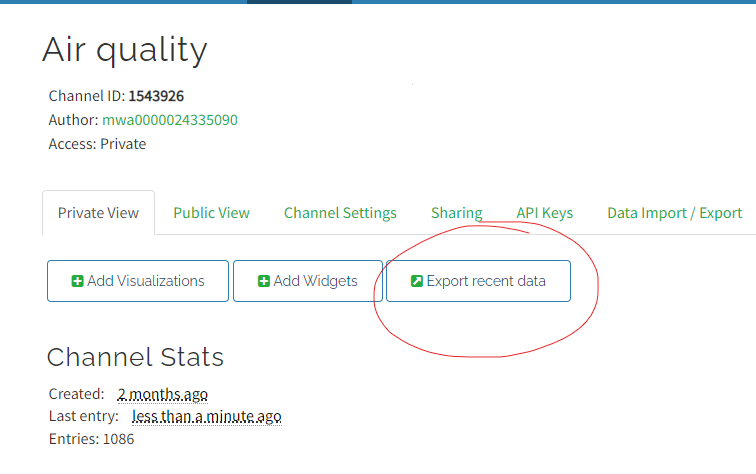 Air quality
Channel ID: 1543926
Author: mwa0000024335090
Access: Private
Private View Public View Channel Settings Sharing API Keys Data Import / Export
Add Visualizations Add Widgets Export recent data
Channel Stats
Created: 2 months ago
Last entry: less than a minute ago
Entries: 1086